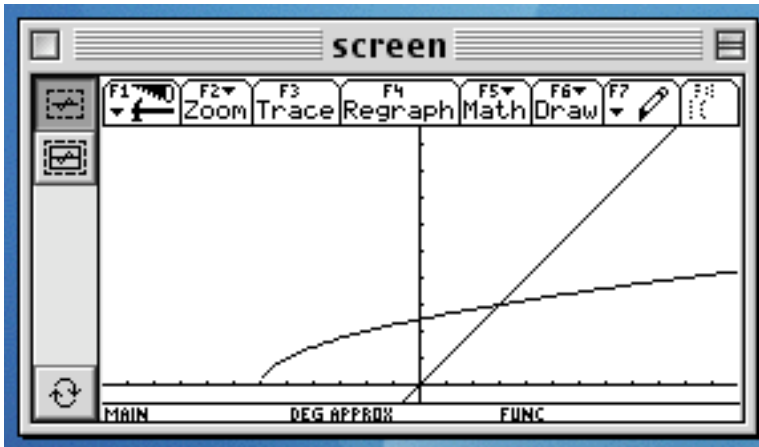 screen
F1 F2 F3 F4 F5 F6 F7
Zoom Trace Regraph Math Draw
MAIN DEG APPROX FUNC